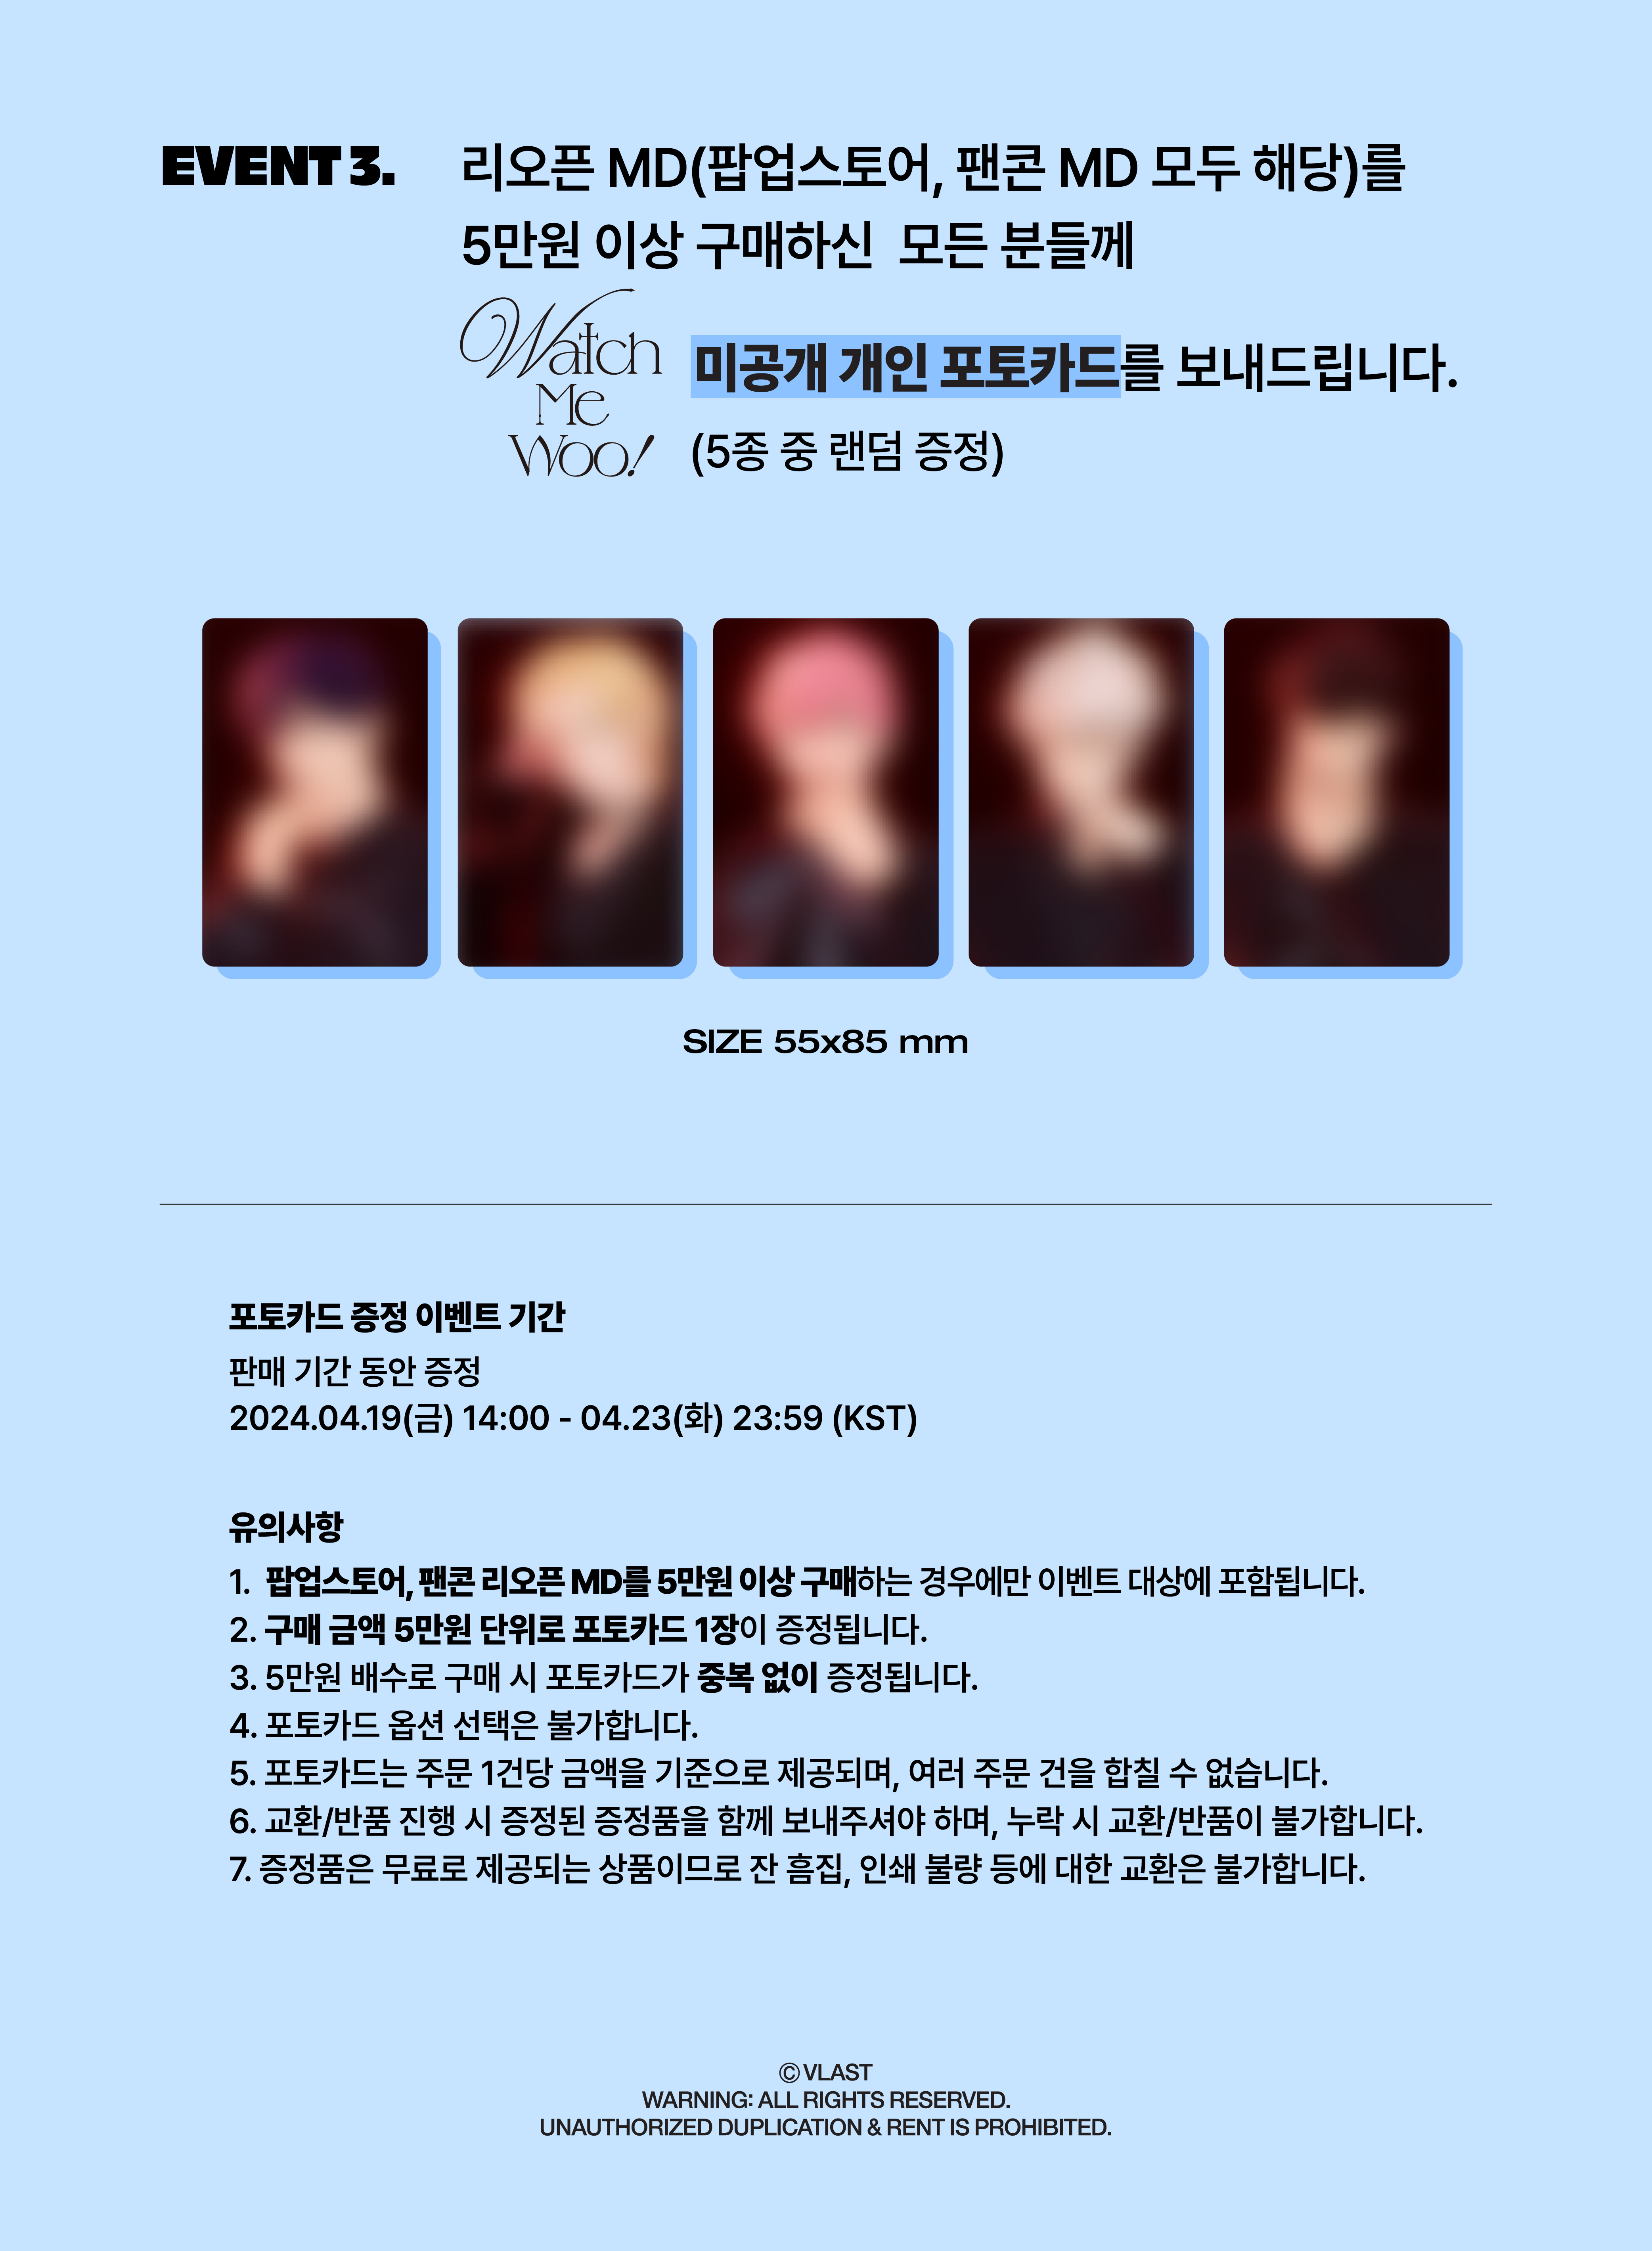 EVENT 3.
리오픈 MD(팝업스토어, 팬콘 MD 모두 해당)를
5만원 이상 구매하신 모든 분들께
Watch
Me
Woo!
미공개 개인 포토카드를 보내드립니다.
(5종 중 랜덤 증정)
SIZE 55x85 mm
포토카드 증정 이벤트 기간
판매 기간 동안 증정
2024.04.19(금) 14:00 - 04.23(화) 23:59 (KST)
유의사항
1. 팝업스토어, 팬콘 리오픈 MD를 5만원 이상 구매하는 경우에만 이벤트 대상에 포함됩니다.
2. 구매 금액 5만원 단위로 포토카드 1장이 증정됩니다.
3. 5만원 배수로 구매 시 포토카드가 중복 없이 증정됩니다.
4. 포토카드 옵션 선택은 불가합니다.
5. 포토카드는 주문 1건당 금액을 기준으로 제공되며, 여러 주문 건을 합칠 수 없습니다.
6. 교환/반품 진행 시 증정된 증정품을 함께 보내주셔야 하며, 누락 시 교환/반품이 불가합니다.
7. 증정품은 무료로 제공되는 상품이므로 잔 흠집, 인쇄 불량 등에 대한 교환은 불가합니다.
Ⓒ VLAST
WARNING: ALL RIGHTS RESERVED.
UNAUTHORIZED DUPLICATION & RENT IS PROHIBITED.